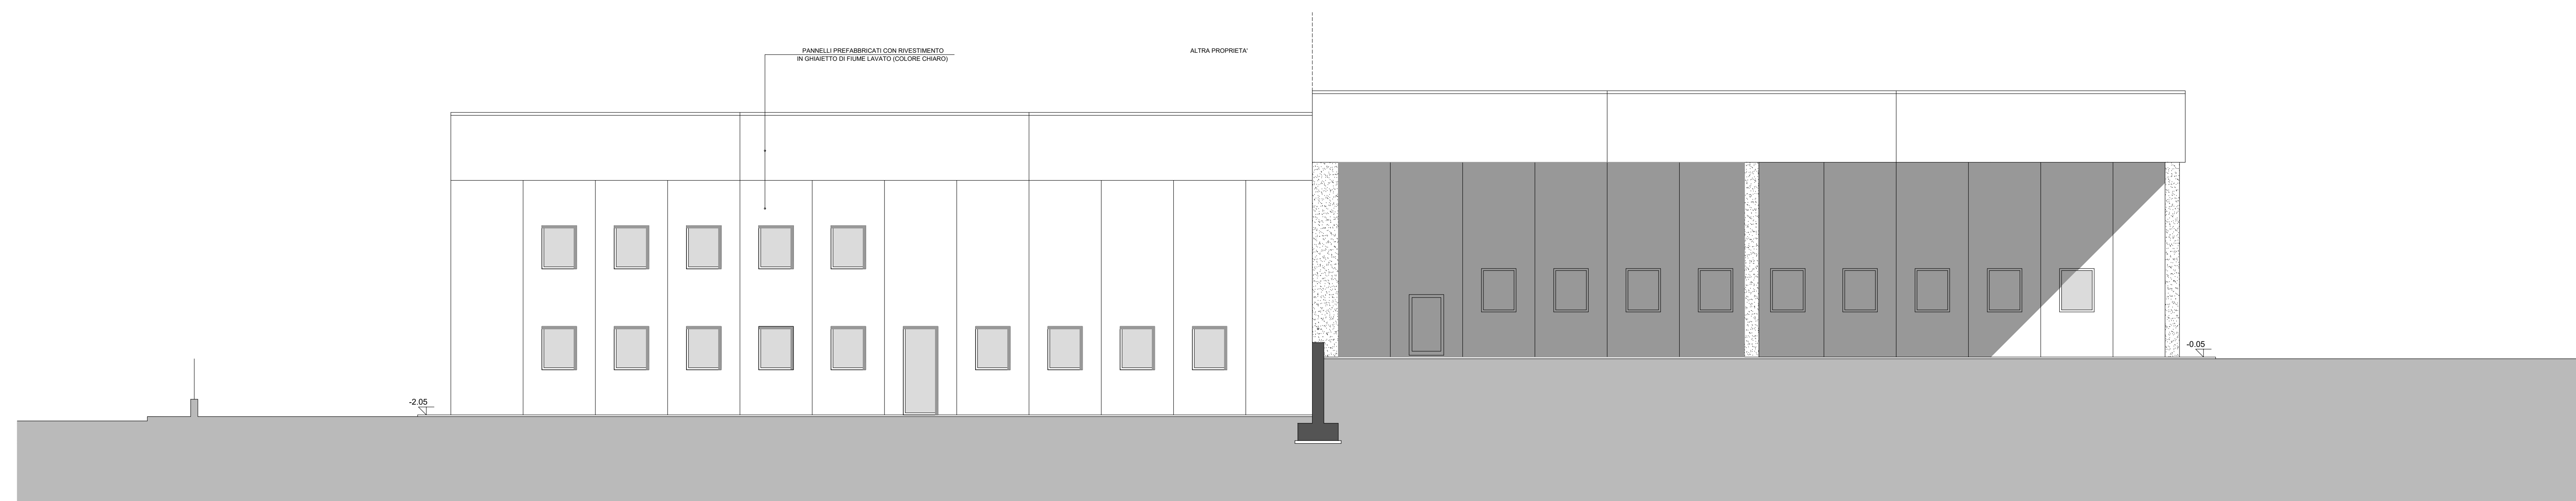 PANNELLI PREFABBRICATI CON RIVESTIMENTO
IN GHIAIETTO DI FIUME LAVATO (COLORE CHIARO)
ALTRA PROPRIETA'
-0.05
-2.05